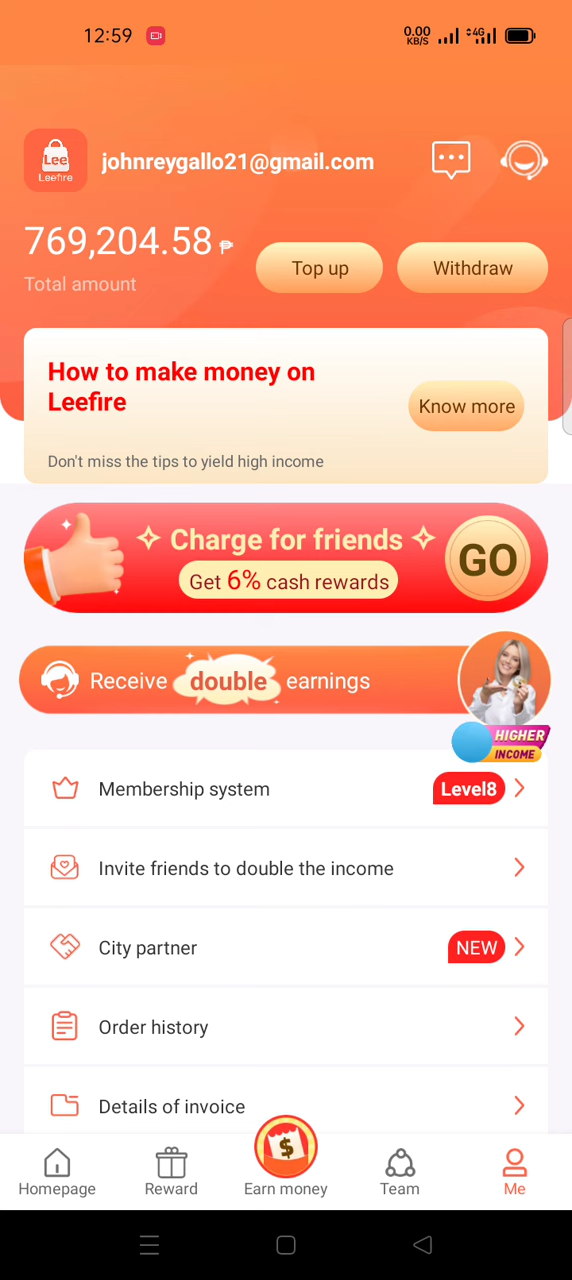 12:59
0.00
KB/S
4G
Lee
Leefire
johnreygallo21@gmail.com
769,204.58 ₱
Total amount
Top up
Withdraw
How to make money on
Leefire
Know more
Don't miss the tips to yield high income
Charge for friends
Get 6% cash rewards
GO
Receive double earnings
HIGHER
INCOME
Membership system
Level8
Invite friends to double the income
City partner
NEW
Order history
Details of invoice
$
Homepage
Reward
Earn money
Team
Me